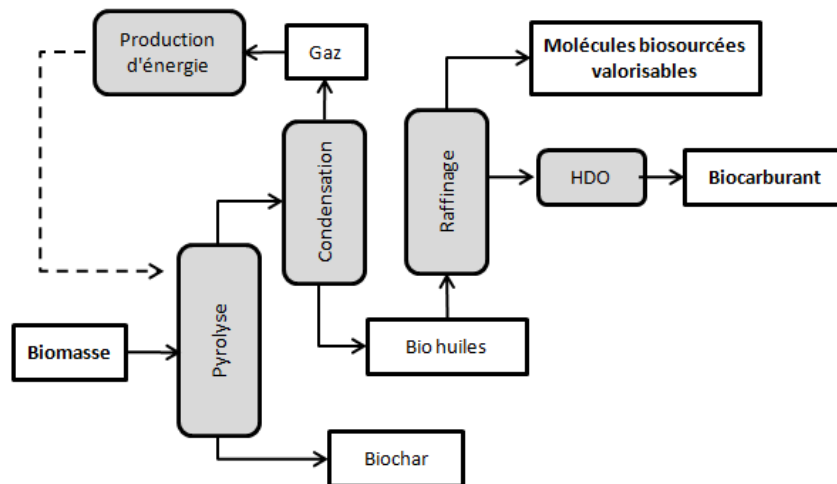 Production
d'énergie
Gaz
Molécules biosourcées
valorisables
Condensation
Raffinage
HDO
Biocarburant
Pyrolyse
Biomasse
Bio huiles
Biochar